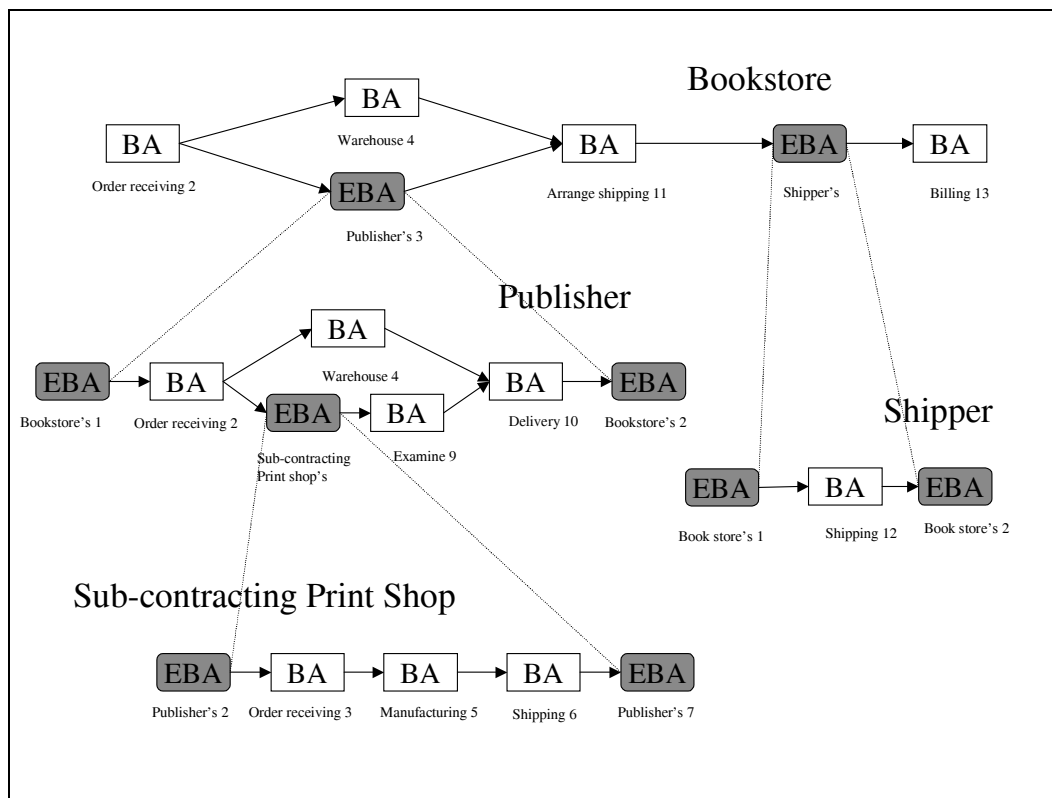 Bookstore
BA
Warehouse 4
BA
Order receiving 2
EBA
Publisher's 3
BA
Arrange shipping 11
EBA
Shipper's
BA
Billing 13
Publisher
EBA
Bookstore's 1
BA
Order receiving 2
BA
Warehouse 4
EBA
Sub-contracting
Print shop's
BA
Examine 9
BA
Delivery 10
EBA
Bookstore's 2
Shipper
EBA
Book store's 1
BA
Shipping 12
EBA
Book store's 2
Sub-contracting Print Shop
EBA
Publisher's 2
BA
Order receiving 3
BA
Manufacturing 5
BA
Shipping 6
EBA
Publisher's 7